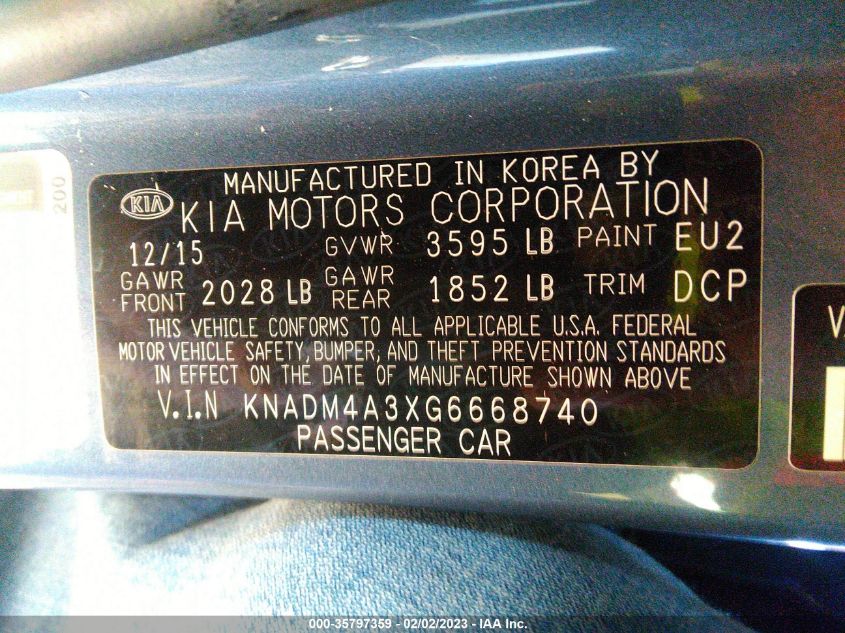 200
MANUFACTURED IN KOREA BY
KIA KIA MOTORS CORPORATION
12/15 GVWR 3595 LB PAINT EU2
GAWR FRONT 2028 LB GAWR REAR 1852 LB TRIM DCP
THIS VEHICLE CONFORMS TO ALL APPLICABLE U.S.A. FEDERAL
MOTOR VEHICLE SAFETY, BUMPER, AND THEFT PREVENTION STANDARDS
IN EFFECT ON THE DATE OF MANUFACTURE SHOWN ABOVE
V.I.N KNADM4A3XG6668740
PASSENGER CAR
000-35797359 - 02/02/2023 - IAA Inc.